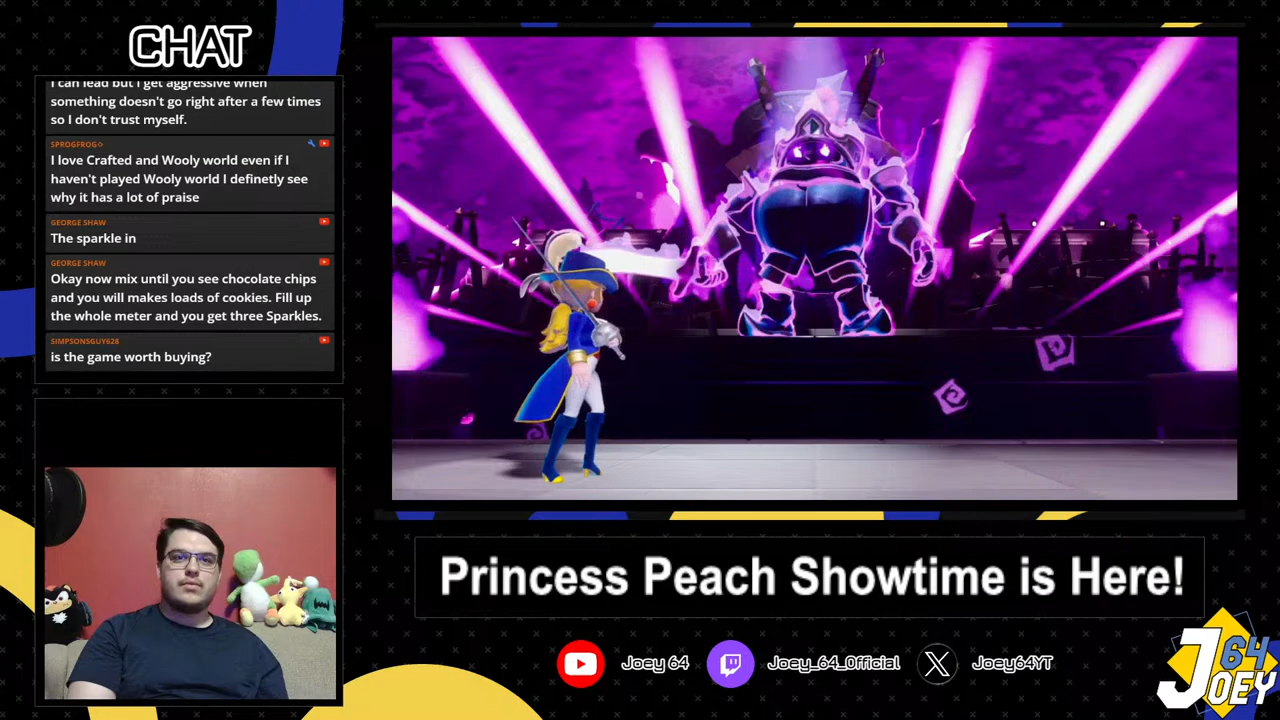 CHAT
I can lead but I get aggressive when
something doesn't go right after a few times
so I don't trust myself.
SPROGFROG
I love Crafted and Wooly world even if I
haven't played Wooly world I definetly see
why it has a lot of praise
GEORGE SHAW
The sparkle in
GEORGE SHAW
Okay now mix until you see chocolate chips
and you will makes loads of cookies. Fill up
the whole meter and you get three Sparkles.
SIMPSONSGUY628
is the game worth buying?
Princess Peach Showtime is Here!
Joey 64
Joey_64_Official
Joey64YT
64
JOEY